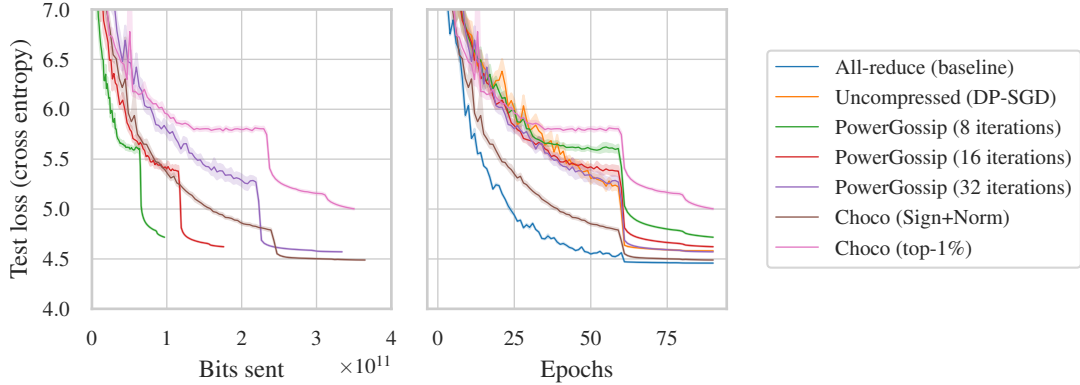 Test loss (cross entropy)
7.0
6.5
6.0
5.5
5.0
4.5
4.0
0 1 2 3 4
Bits sent ×10¹¹
0 25 50 75
Epochs
All-reduce (baseline)
Uncompressed (DP-SGD)
PowerGossip (8 iterations)
PowerGossip (16 iterations)
PowerGossip (32 iterations)
Choco (Sign+Norm)
Choco (top-1%)